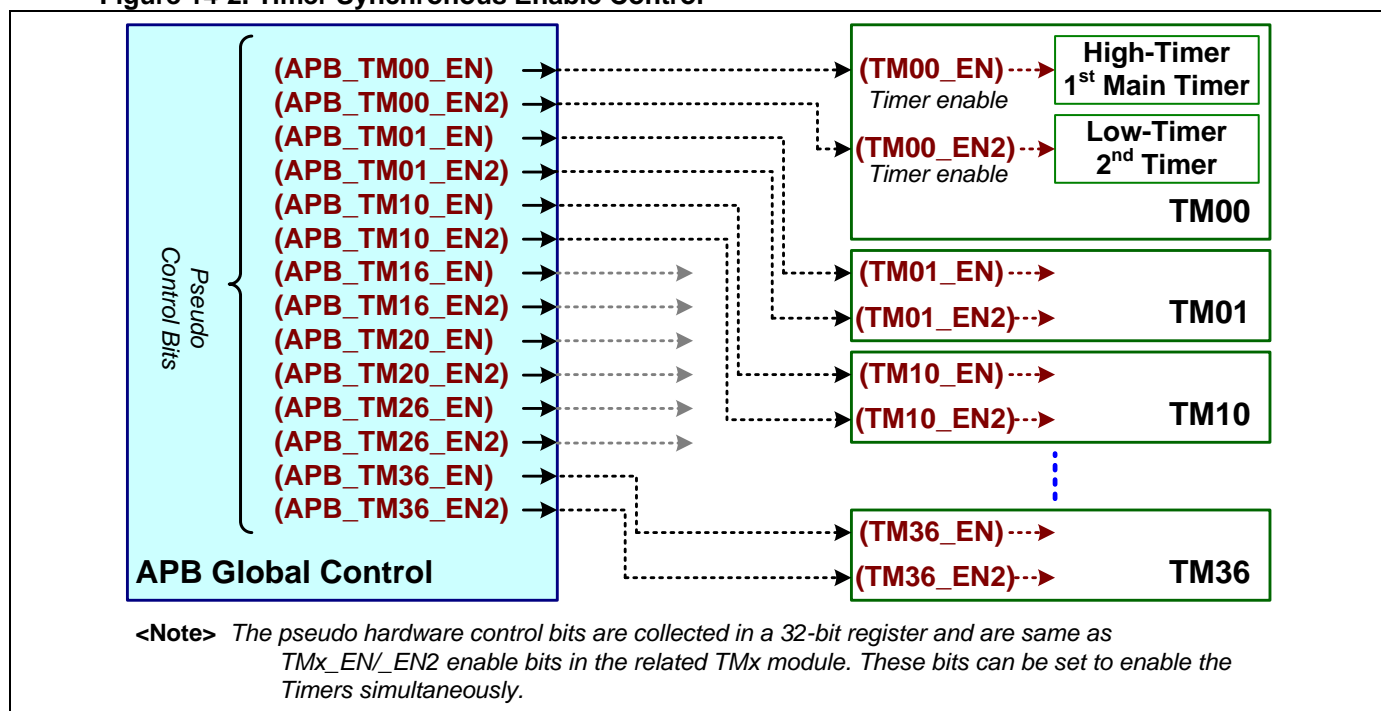 Figure 14-2. Timer Synchronous Enable Control
(APB_TM00_EN)
(APB_TM00_EN2)
(APB_TM01_EN)
(APB_TM01_EN2)
(APB_TM10_EN)
(APB_TM10_EN2)
(APB_TM16_EN)
(APB_TM16_EN2)
(APB_TM20_EN)
(APB_TM20_EN2)
(APB_TM26_EN)
(APB_TM26_EN2)
(APB_TM36_EN)
(APB_TM36_EN2)
Pseudo
Control Bits
APB Global Control
(TM00_EN)
Timer enable
High-Timer
1st Main Timer
(TM00_EN2)
Timer enable
Low-Timer
2nd Timer
TM00
(TM01_EN)
(TM01_EN2)
TM01
(TM10_EN)
(TM10_EN2)
TM10
(TM36_EN)
(TM36_EN2)
TM36
<Note> The pseudo hardware control bits are collected in a 32-bit register and are same as
TMx_EN/_EN2 enable bits in the related TMx module. These bits can be set to enable the
Timers simultaneously.